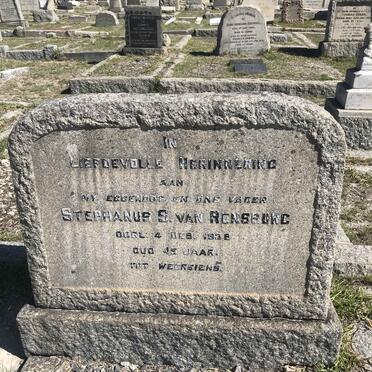 IN
LIEFDEVOLLE HERINNERING
AAN
MY EGGENOOT EN ONS VADER
STEPHANUS S. VAN RENSBURG
OORL. 4 DES. 1938
OUD 45 JAAR.
TOT WEERSIENS.